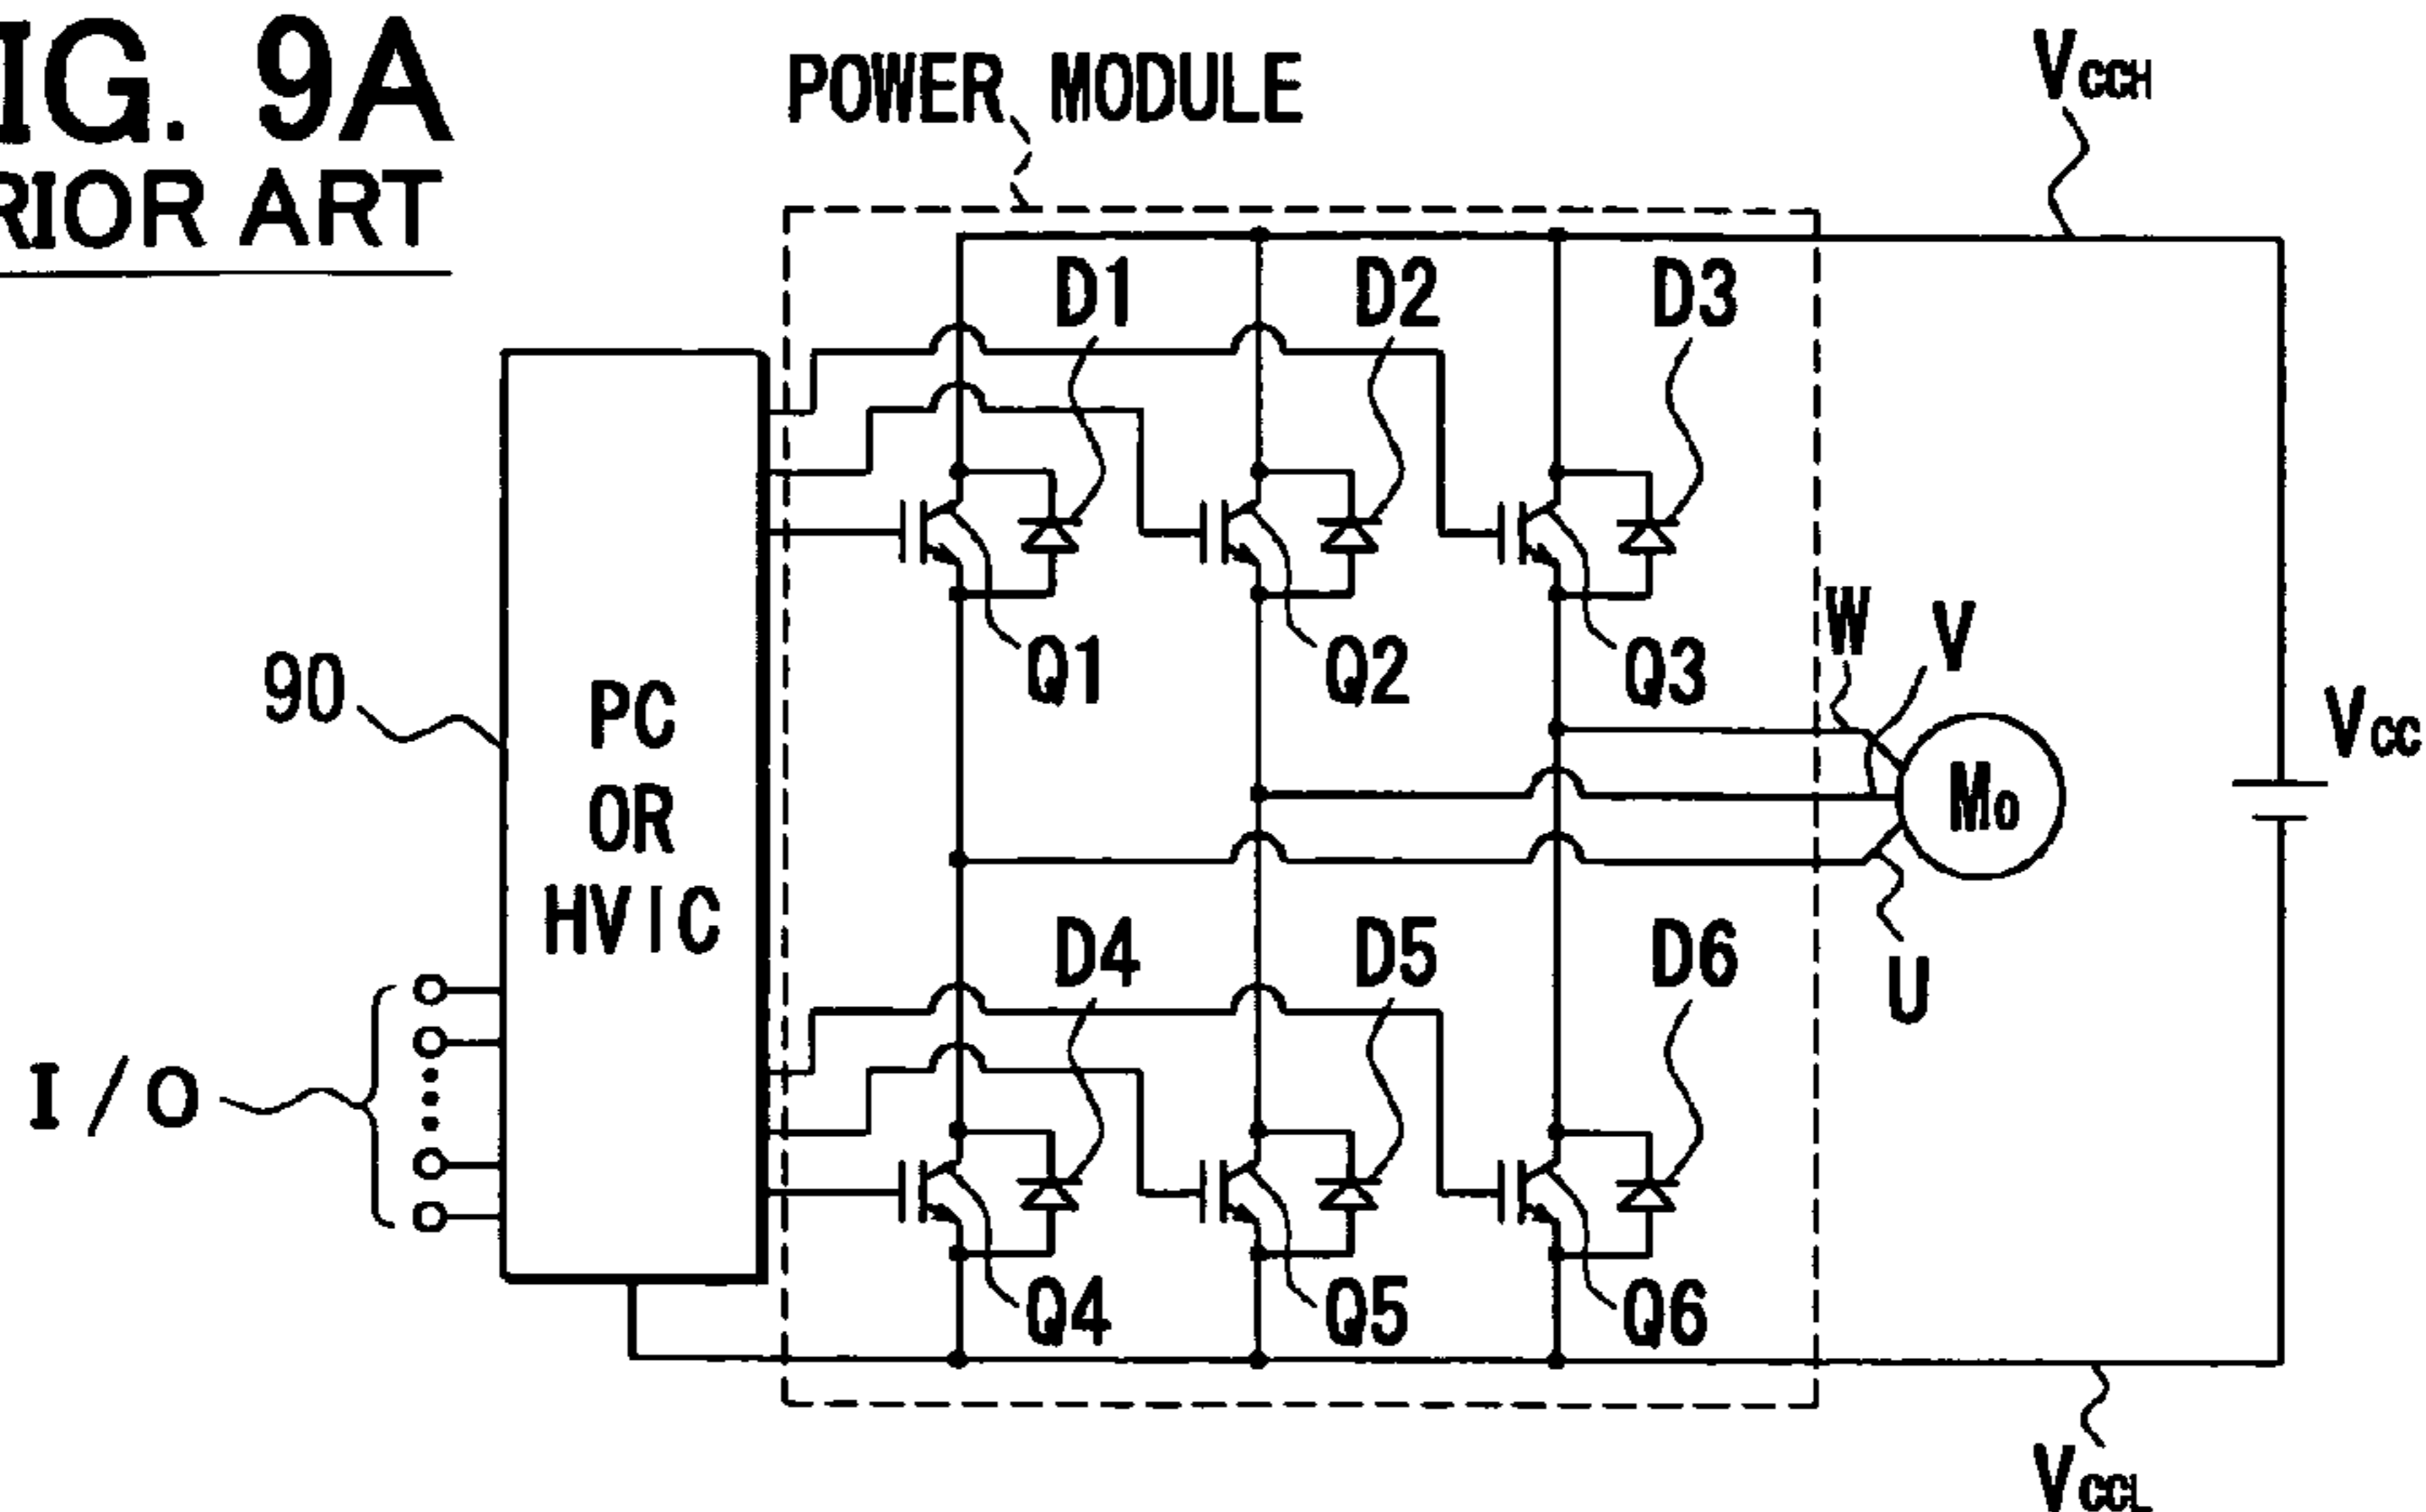 IG. 9A
RIOR ART
POWER MODULE
VCCH
D1
D2
D3
Q1
Q2
Q3
W
V
90
PC
OR
HVIC
Mo
VCC
U
D4
D5
D6
I/O
Q4
Q5
Q6
VCCL